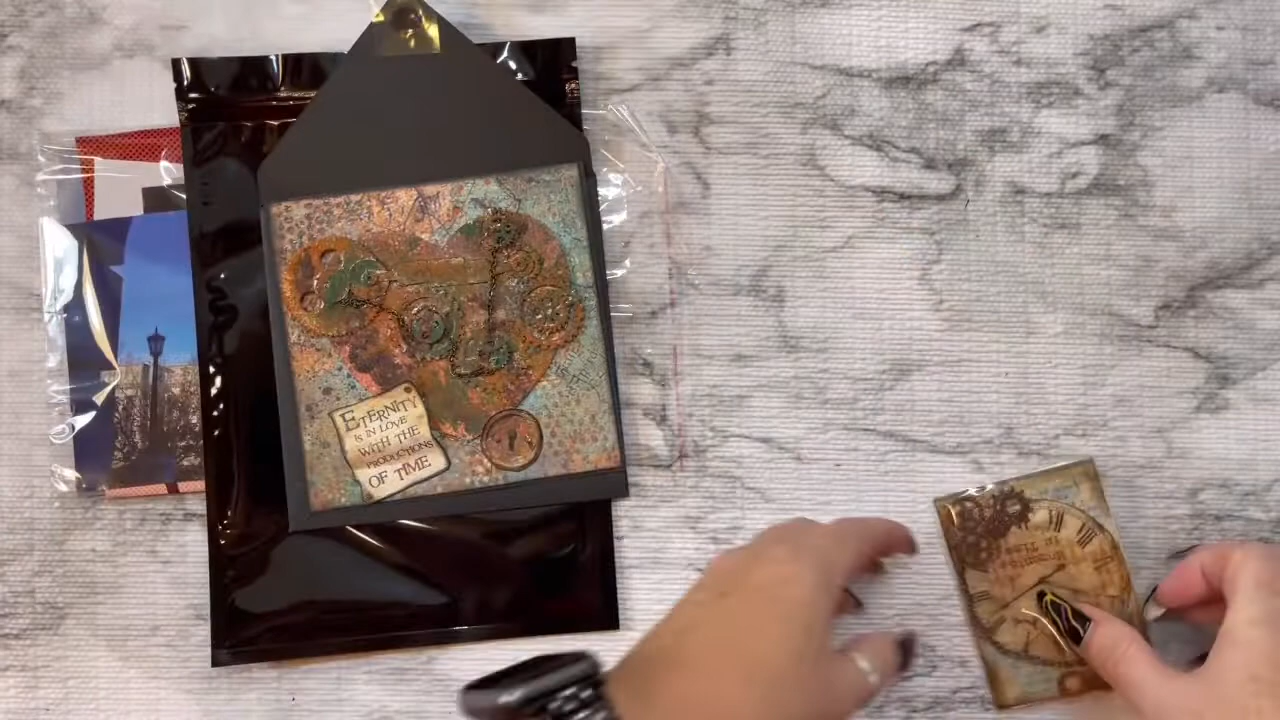 ETERNITY
IS IN LOVE
WITH THE
PRODUCTIONS
OF TIME